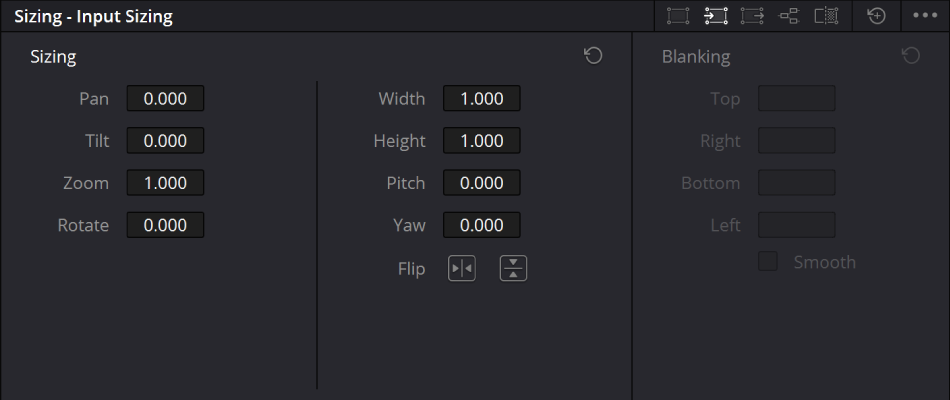 Sizing - Input Sizing
Sizing
Pan 0.000
Tilt 0.000
Zoom 1.000
Rotate 0.000
Width 1.000
Height 1.000
Pitch 0.000
Yaw 0.000
Flip
Blanking
Top
Right
Bottom
Left
Smooth